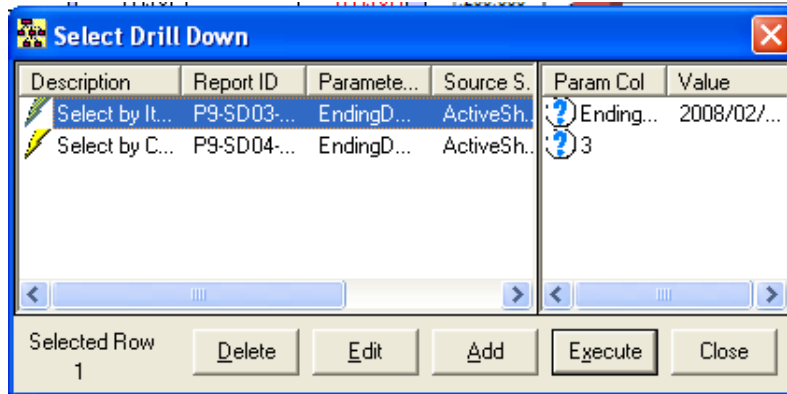 Select Drill Down
Description Report ID Paramete... Source S. Param Col Value
Select by It... P9-SD03-... EndingD... ActiveSh.. Ending... 2008/02/...
Select by C... P9-SD04-... EndingD... ActiveSh.. 3
Selected Row
1
Delete Edit Add Execute Close